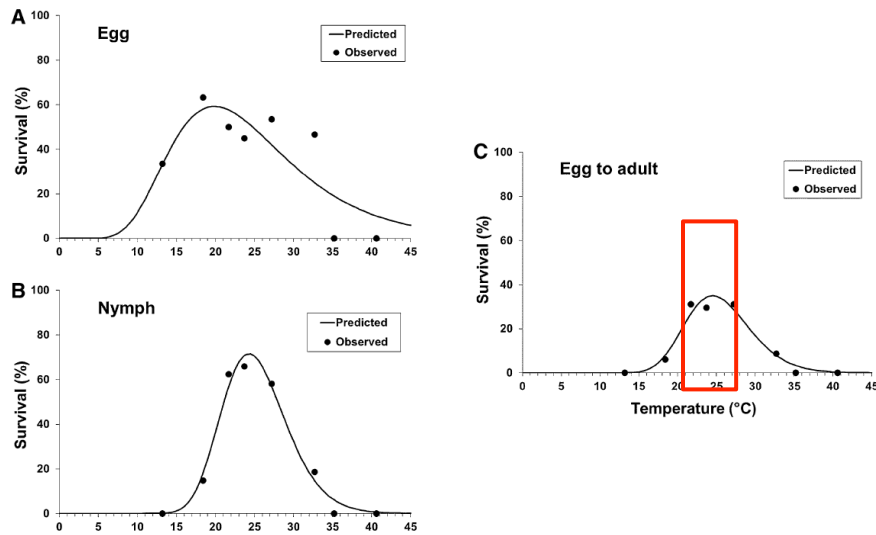 A
Egg
Predicted
Observed
Survival (%)
100
80
60
40
20
0
0 5 10 15 20 25 30 35 40 45
B
Nymph
Predicted
Observed
Survival (%)
100
80
60
40
20
0
0 5 10 15 20 25 30 35 40 45
C
Egg to adult
Predicted
Observed
Survival (%)
100
80
60
40
20
0
0 5 10 15 20 25 30 35 40 45
Temperature (°C)